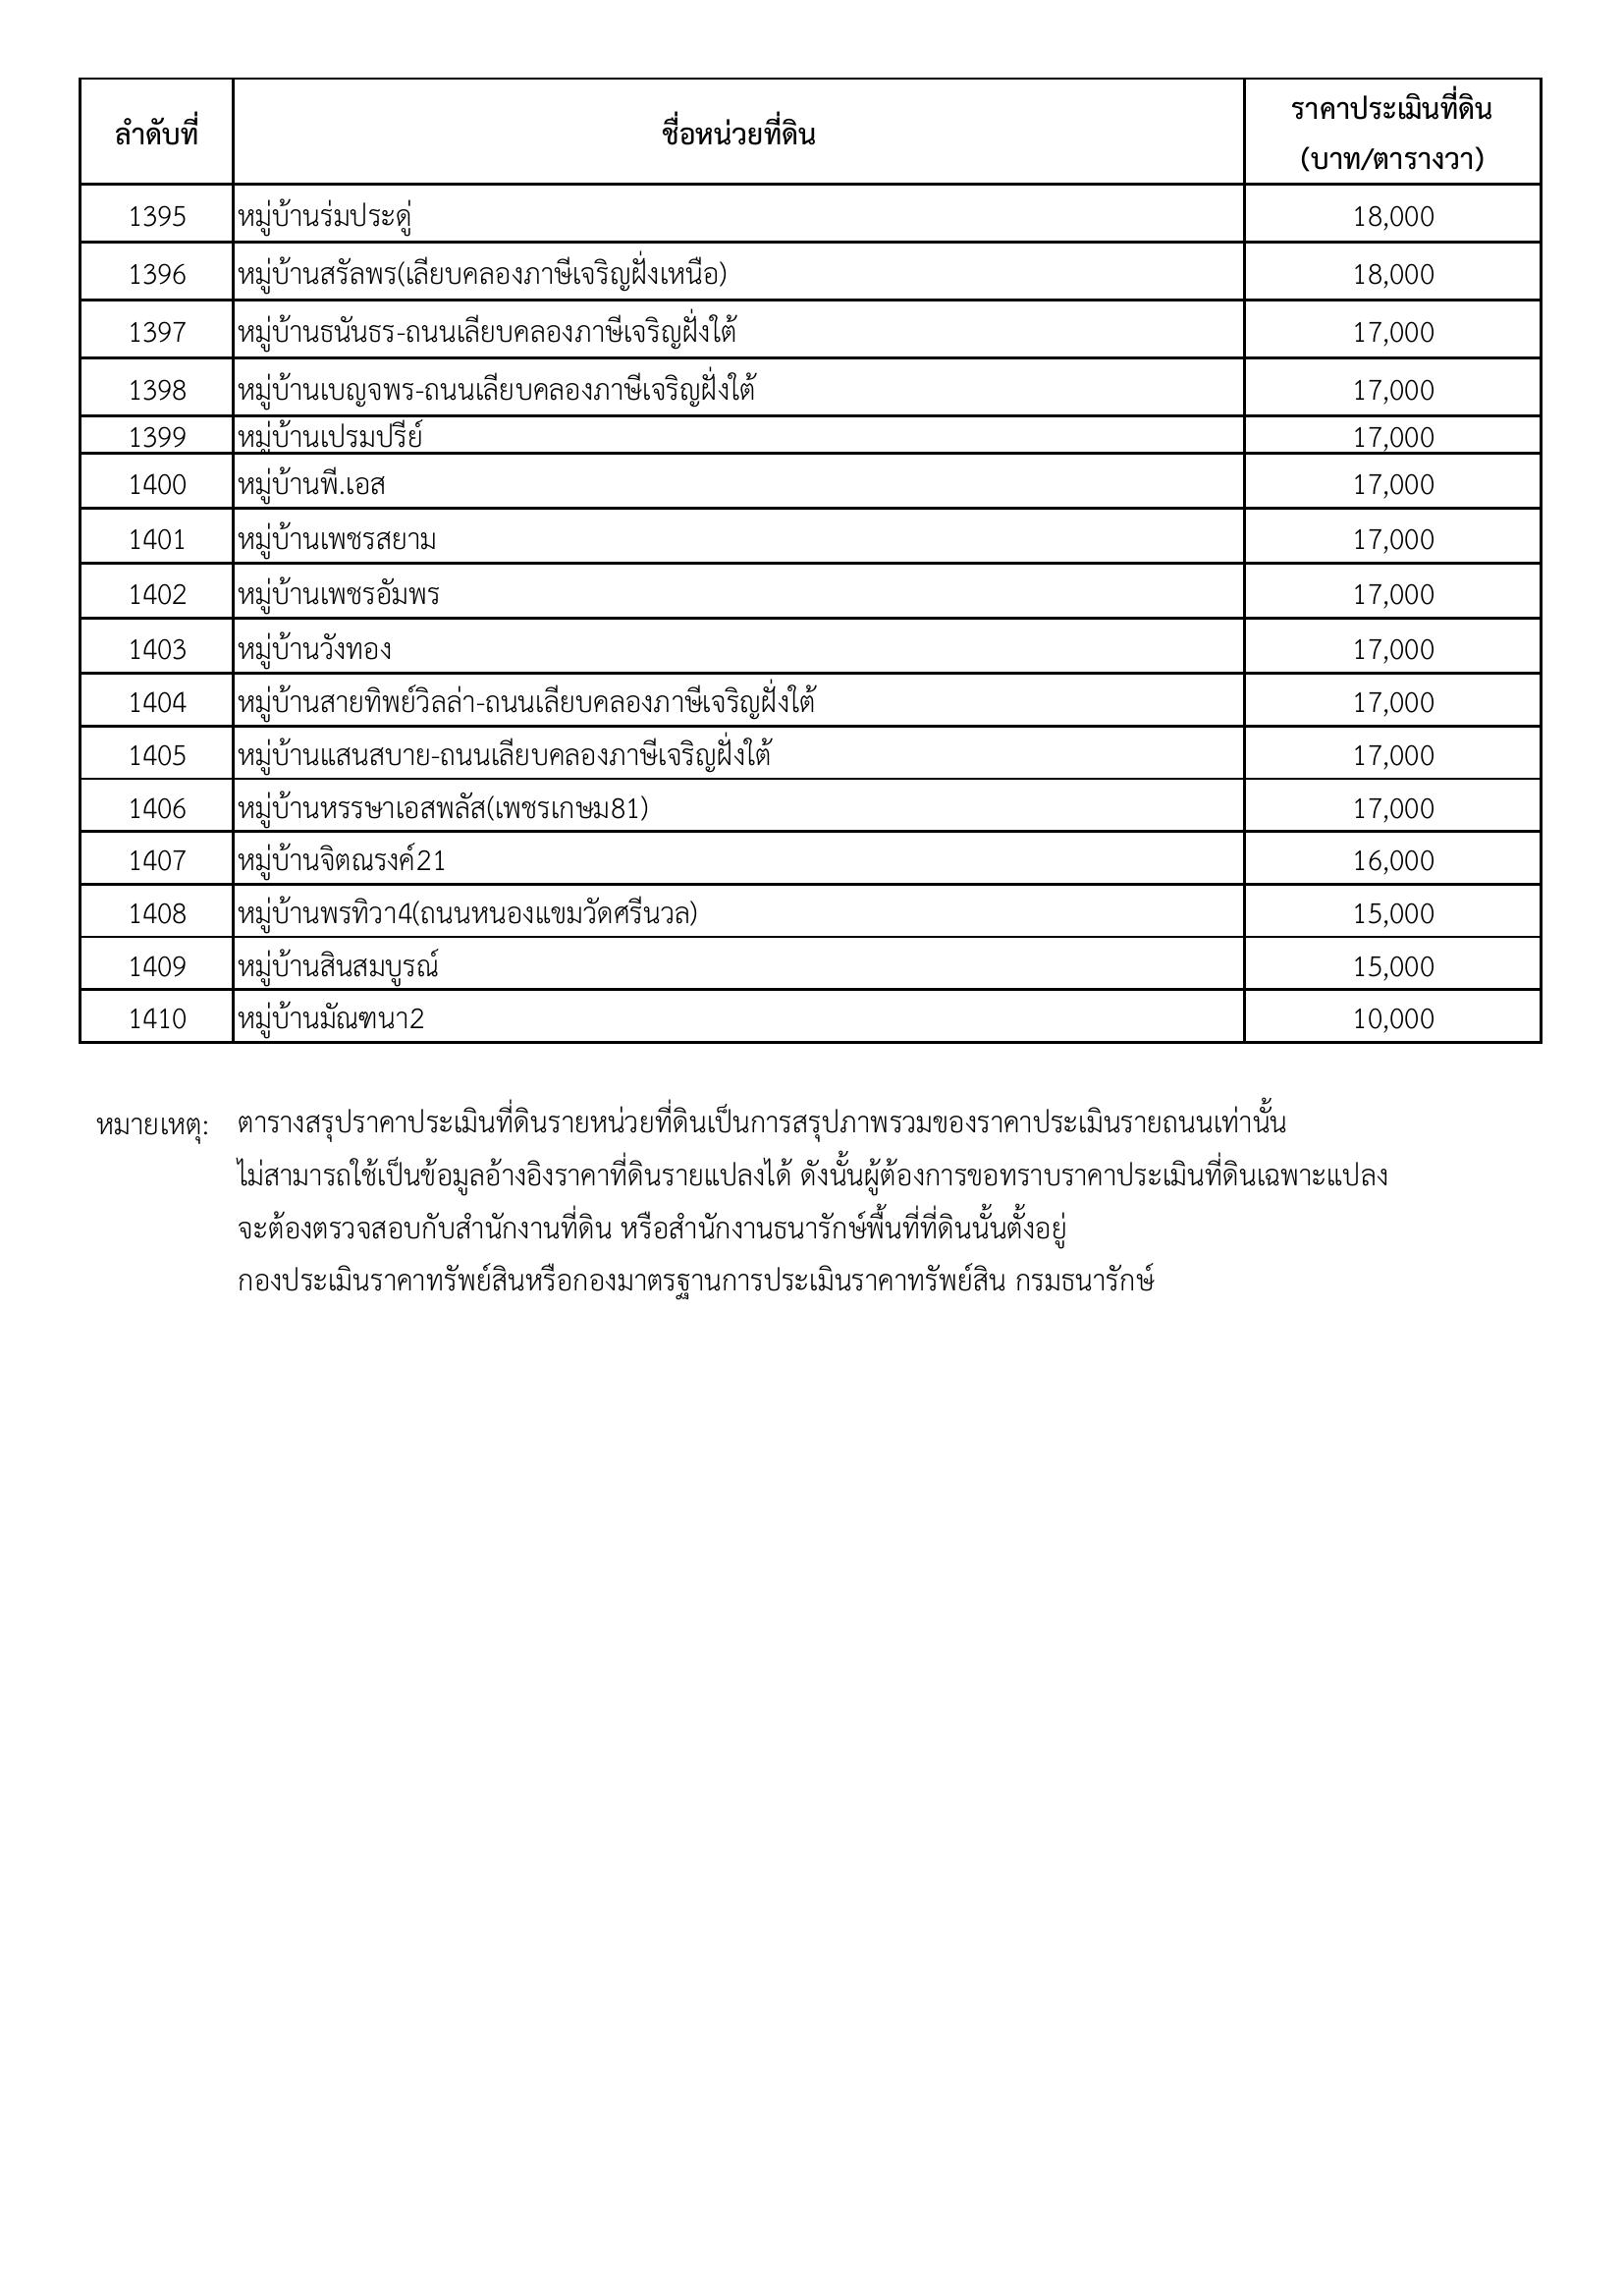 ลำดับที่ ชื่อหน่วยที่ดิน ราคาประเมินที่ดิน
(บาท/ตารางวา)
1395 หมู่บ้านร่มประดู่ 18,000
1396 หมู่บ้านสรัลพร(เลียบคลองภาษีเจริญฝั่งเหนือ) 18,000
1397 หมู่บ้านธนันธร-ถนนเลียบคลองภาษีเจริญฝั่งใต้ 17,000
1398 หมู่บ้านเบญจพร-ถนนเลียบคลองภาษีเจริญฝั่งใต้ 17,000
1399 หมู่บ้านเปรมปรีย์ 17,000
1400 หมู่บ้านพี.เอส 17,000
1401 หมู่บ้านเพชรสยาม 17,000
1402 หมู่บ้านเพชรอัมพร 17,000
1403 หมู่บ้านวังทอง 17,000
1404 หมู่บ้านสายทิพย์วิลล่า-ถนนเลียบคลองภาษีเจริญฝั่งใต้ 17,000
1405 หมู่บ้านแสนสบาย-ถนนเลียบคลองภาษีเจริญฝั่งใต้ 17,000
1406 หมู่บ้านหรรษาเอสพลัส(เพชรเกษม81) 17,000
1407 หมู่บ้านจิตณรงค์21 16,000
1408 หมู่บ้านพรทิวา4(ถนนหนองแขมวัดศรีนวล) 15,000
1409 หมู่บ้านสินสมบูรณ์ 15,000
1410 หมู่บ้านมัณฑนา2 10,000
หมายเหตุ: ตารางสรุปราคาประเมินที่ดินรายหน่วยที่ดินเป็นการสรุปภาพรวมของราคาประเมินรายถนนเท่านั้น
ไม่สามารถใช้เป็นข้อมูลอ้างอิงราคาที่ดินรายแปลงได้ ดังนั้นผู้ต้องการขอทราบราคาประเมินที่ดินเฉพาะแปลง
จะต้องตรวจสอบกับสำนักงานที่ดิน หรือสำนักงานธนารักษ์พื้นที่ที่ดินนั้นตั้งอยู่
กองประเมินราคาทรัพย์สินหรือกองมาตรฐานการประเมินราคาทรัพย์สิน กรมธนารักษ์